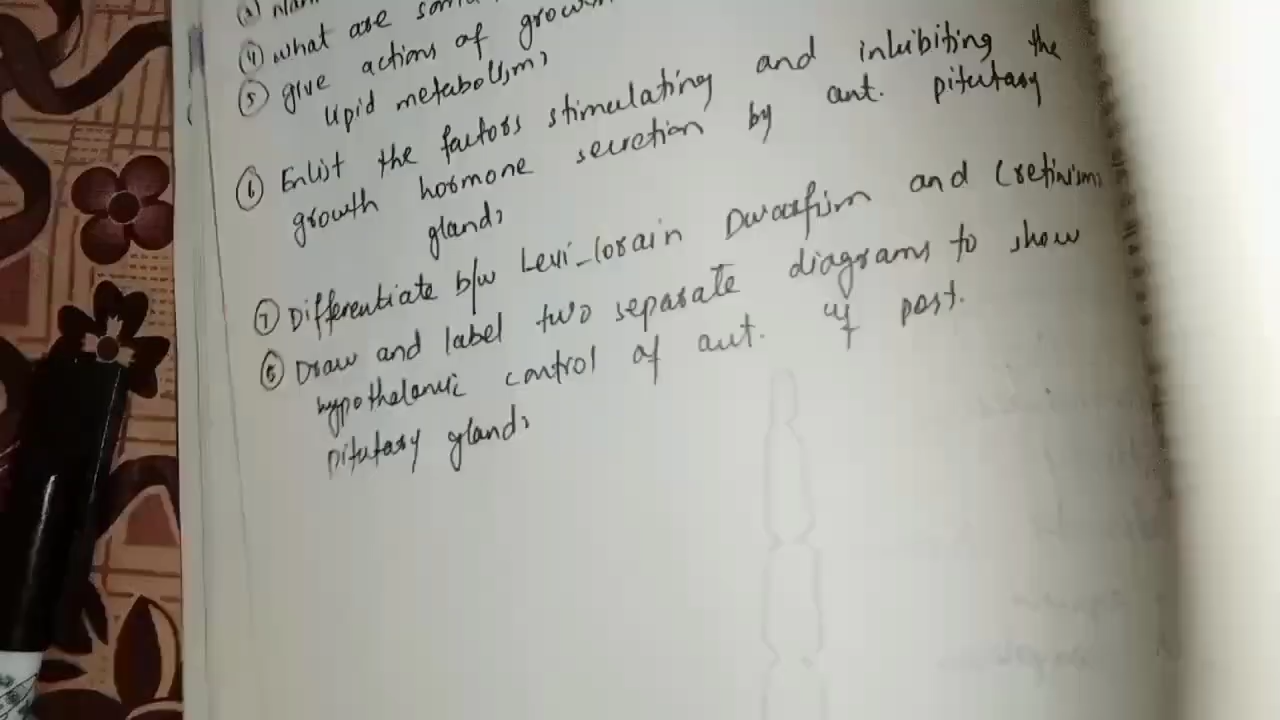 (4) what are some
(5) give actions of growth
lipid metabolism,
(6) Enlist the factors stimulating and inhibiting the
growth hormone secretion by ant. pitutary
gland,
(7) Differentiate b/w Levi-lorain Dwarfism and Cretinism,
(8) Draw and label two separate diagrams to show
hypothalamic control of ant. & post.
pitutary gland,